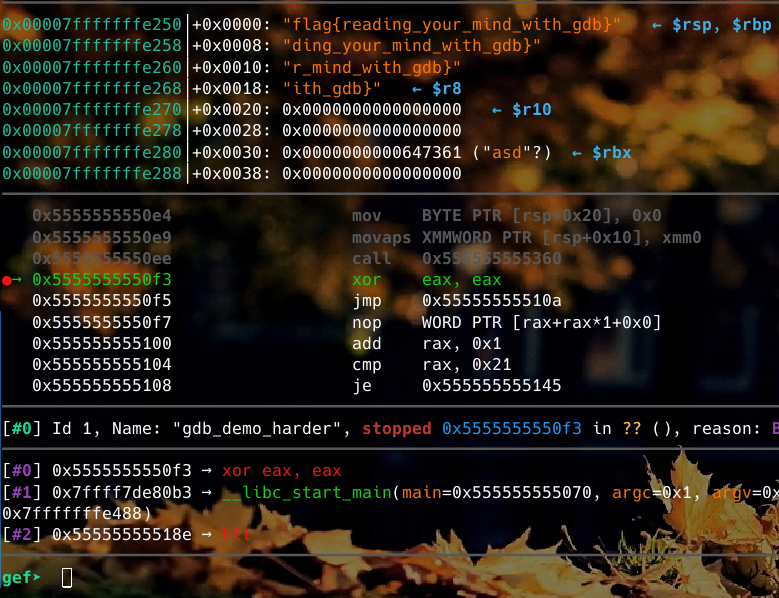 0x00007fffffffe250│+0x0000: "flag{reading_your_mind_with_gdb}"   ← $rsp, $rbp
0x00007fffffffe258│+0x0008: "ding_your_mind_with_gdb}"
0x00007fffffffe260│+0x0010: "r_mind_with_gdb}"
0x00007fffffffe268│+0x0018: "ith_gdb}"   ← $r8
0x00007fffffffe270│+0x0020: 0x0000000000000000   ← $r10
0x00007fffffffe278│+0x0028: 0x0000000000000000
0x00007fffffffe280│+0x0030: 0x0000000000647361 ("asd"?)  ← $rbx
0x00007fffffffe288│+0x0038: 0x0000000000000000
0x5555555550e4 mov BYTE PTR [rsp+0x20], 0x0
0x5555555550e9 movaps XMMWORD PTR [rsp+0x10], xmm0
0x5555555550ee call 0x555555555360
●→ 0x5555555550f3 xor eax, eax
0x5555555550f5 jmp 0x55555555510a
0x5555555550f7 nop WORD PTR [rax+rax*1+0x0]
0x555555555100 add rax, 0x1
0x555555555104 cmp rax, 0x21
0x555555555108 je 0x555555555145
[#0] Id 1, Name: "gdb_demo_harder", stopped 0x5555555550f3 in ?? (), reason: B
[#0] 0x5555555550f3 → xor eax, eax
[#1] 0x7ffff7de80b3 → __libc_start_main(main=0x555555555070, argc=0x1, argv=0x
0x7fffffffe488)
[#2] 0x55555555518e → hlt
gef➤